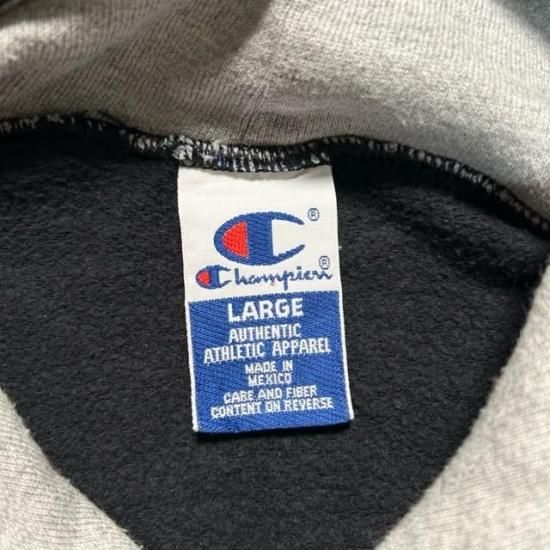 ®
Champion®
LARGE
AUTHENTIC
ATHLETIC APPAREL
MADE IN
MEXICO
CARE AND FIBER
CONTENT ON REVERSE